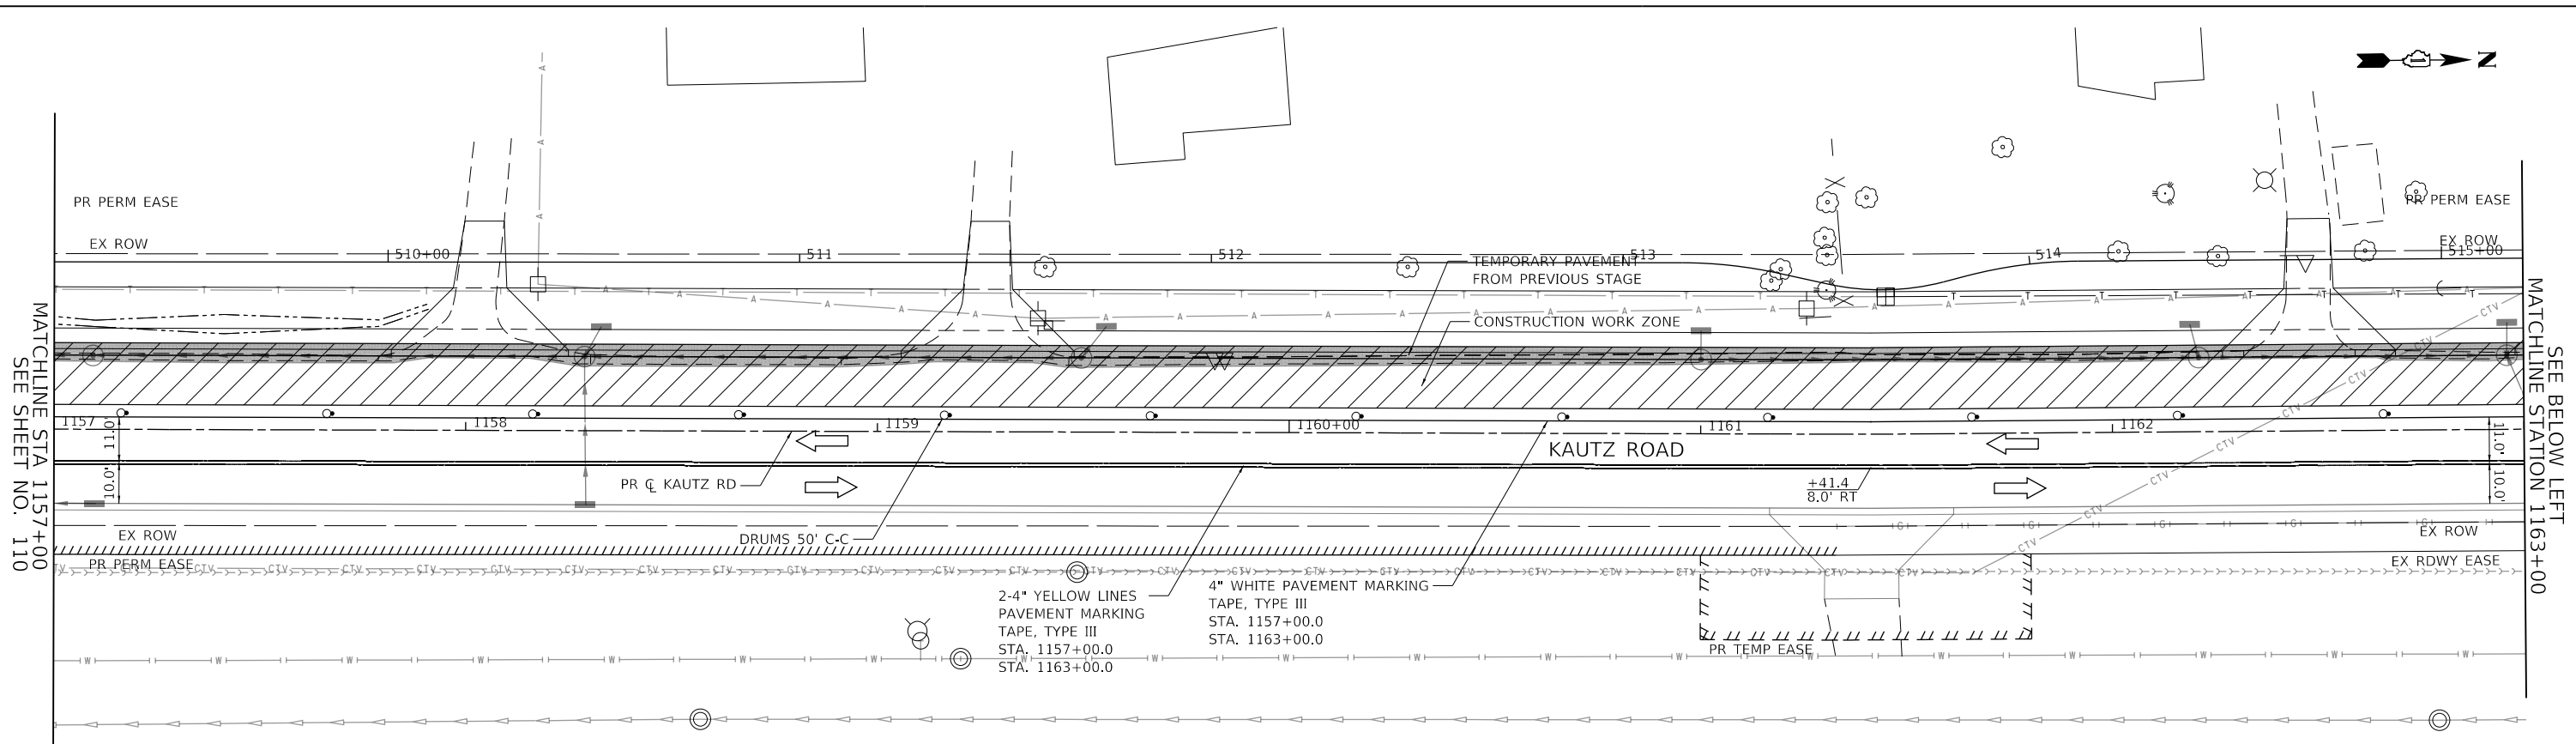 N
PR PERM EASE
PR PERM EASE
EX ROW
EX ROW
510+00
511
512
513
514
515+00
TEMPORARY PAVEMENT
FROM PREVIOUS STAGE
CONSTRUCTION WORK ZONE
MATCHLINE STA 1157+00
SEE SHEET NO. 110
SEE BELOW LEFT
MATCHLINE STATION 1163+00
1157
1158
1159
1160+00
1161
1162
11.0'
10.0'
11.0'
10.0'
KAUTZ ROAD
PR ℄ KAUTZ RD
+41.4
8.0' RT
EX ROW
EX ROW
DRUMS 50' C-C
PR PERM EASE
EX RDWY EASE
2-4" YELLOW LINES
PAVEMENT MARKING
TAPE, TYPE III
STA. 1157+00.0
STA. 1163+00.0
4" WHITE PAVEMENT MARKING
TAPE, TYPE III
STA. 1157+00.0
STA. 1163+00.0
PR TEMP EASE